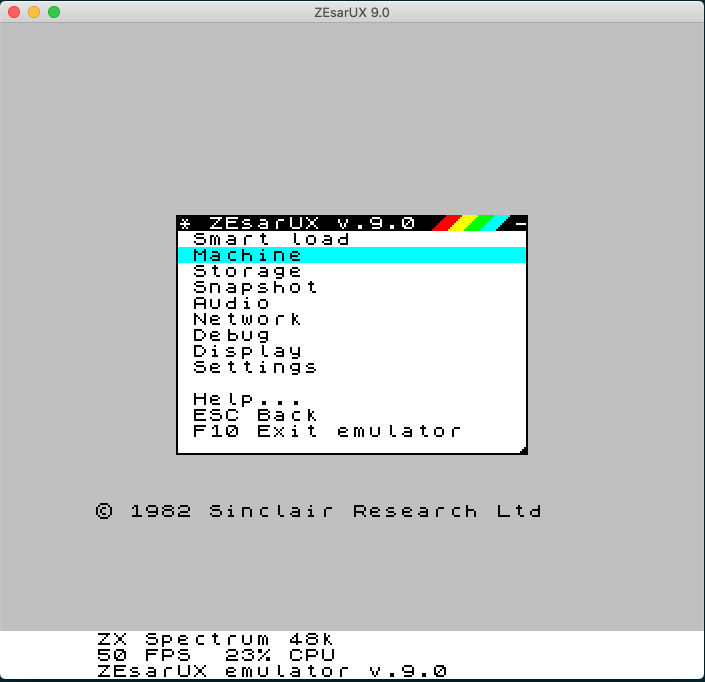 ZEsarUX 9.0
* ZEsarUX v.9.0 -
Smart load
Machine
Storage
Snapshot
Audio
Network
Debug
Display
Settings
Help...
ESC Back
F10 Exit emulator
© 1982 Sinclair Research Ltd
ZX Spectrum 48k
50 FPS 23% CPU
ZEsarUX emulator v.9.0